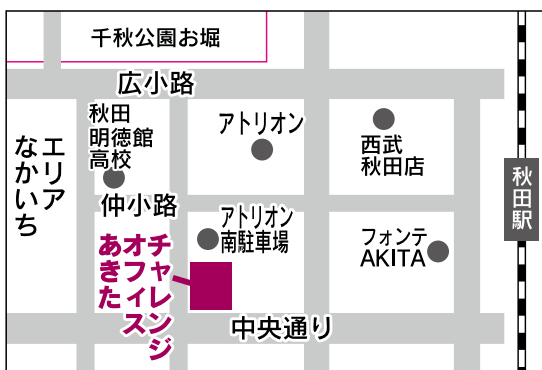 千秋公園お堀
広小路
秋田
明徳館
高校
アトリオン
西武
秋田店
エリア
なかいち
秋田駅
仲小路
アトリオン
南駐車場
フォンテ
AKITA
チャレンジ
オフィス
あきた
中央通り